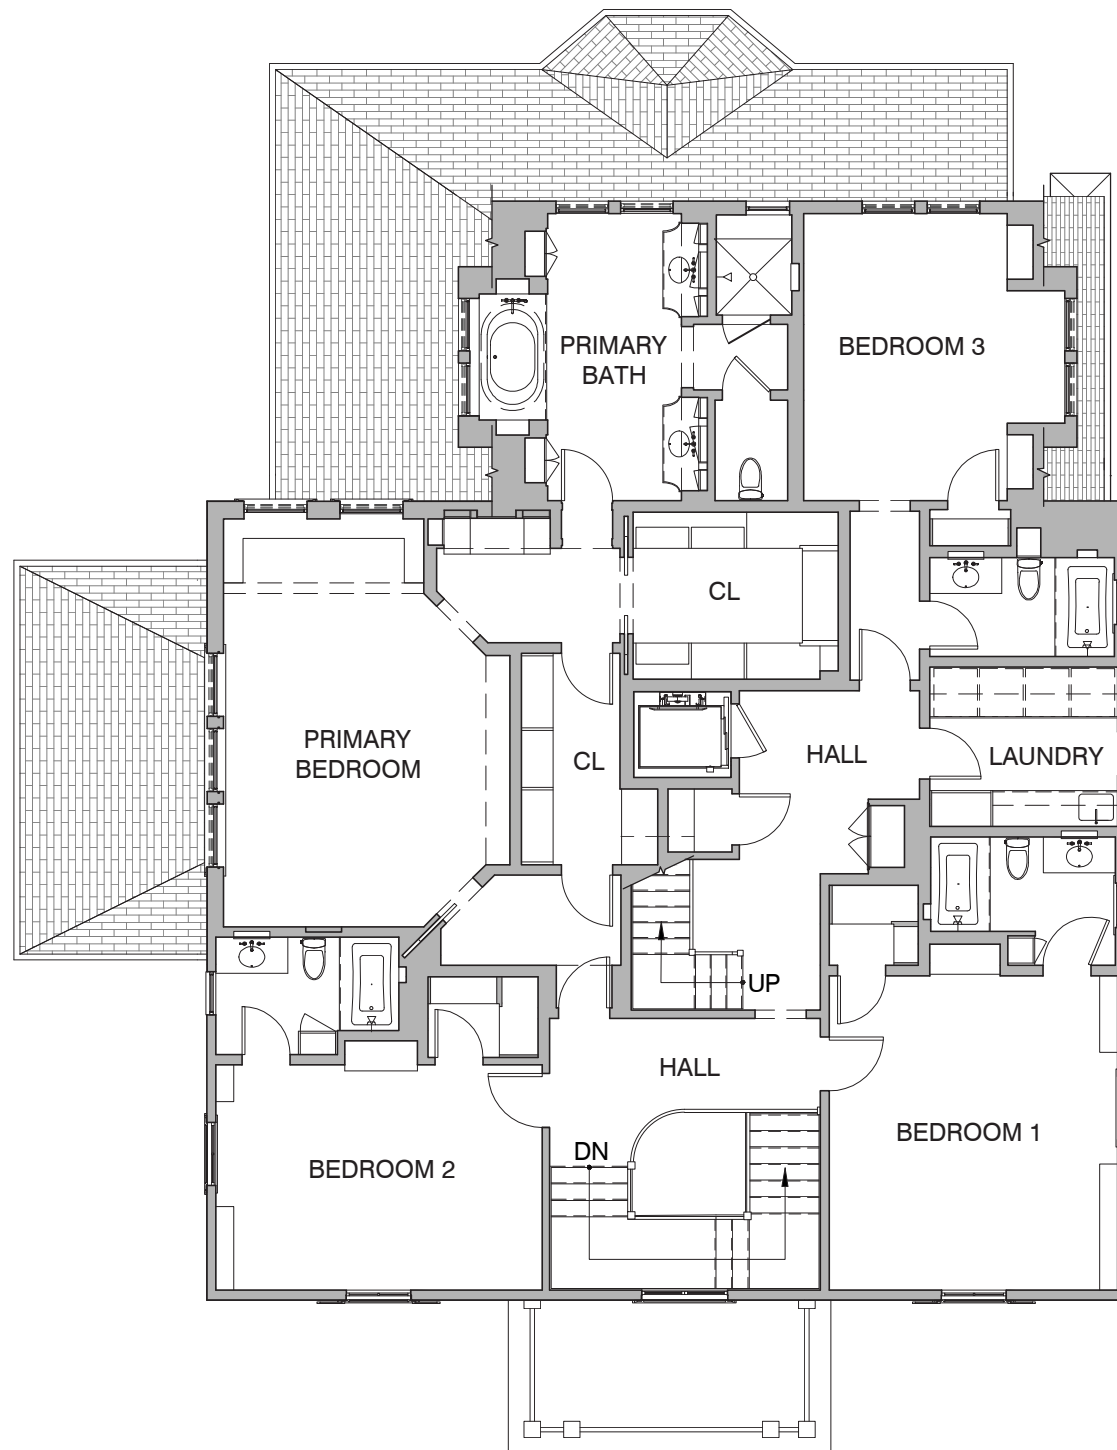 PRIMARY
BATH
BEDROOM 3
CL
PRIMARY
BEDROOM
CL
HALL
LAUNDRY
UP
HALL
BEDROOM 1
DN
BEDROOM 2